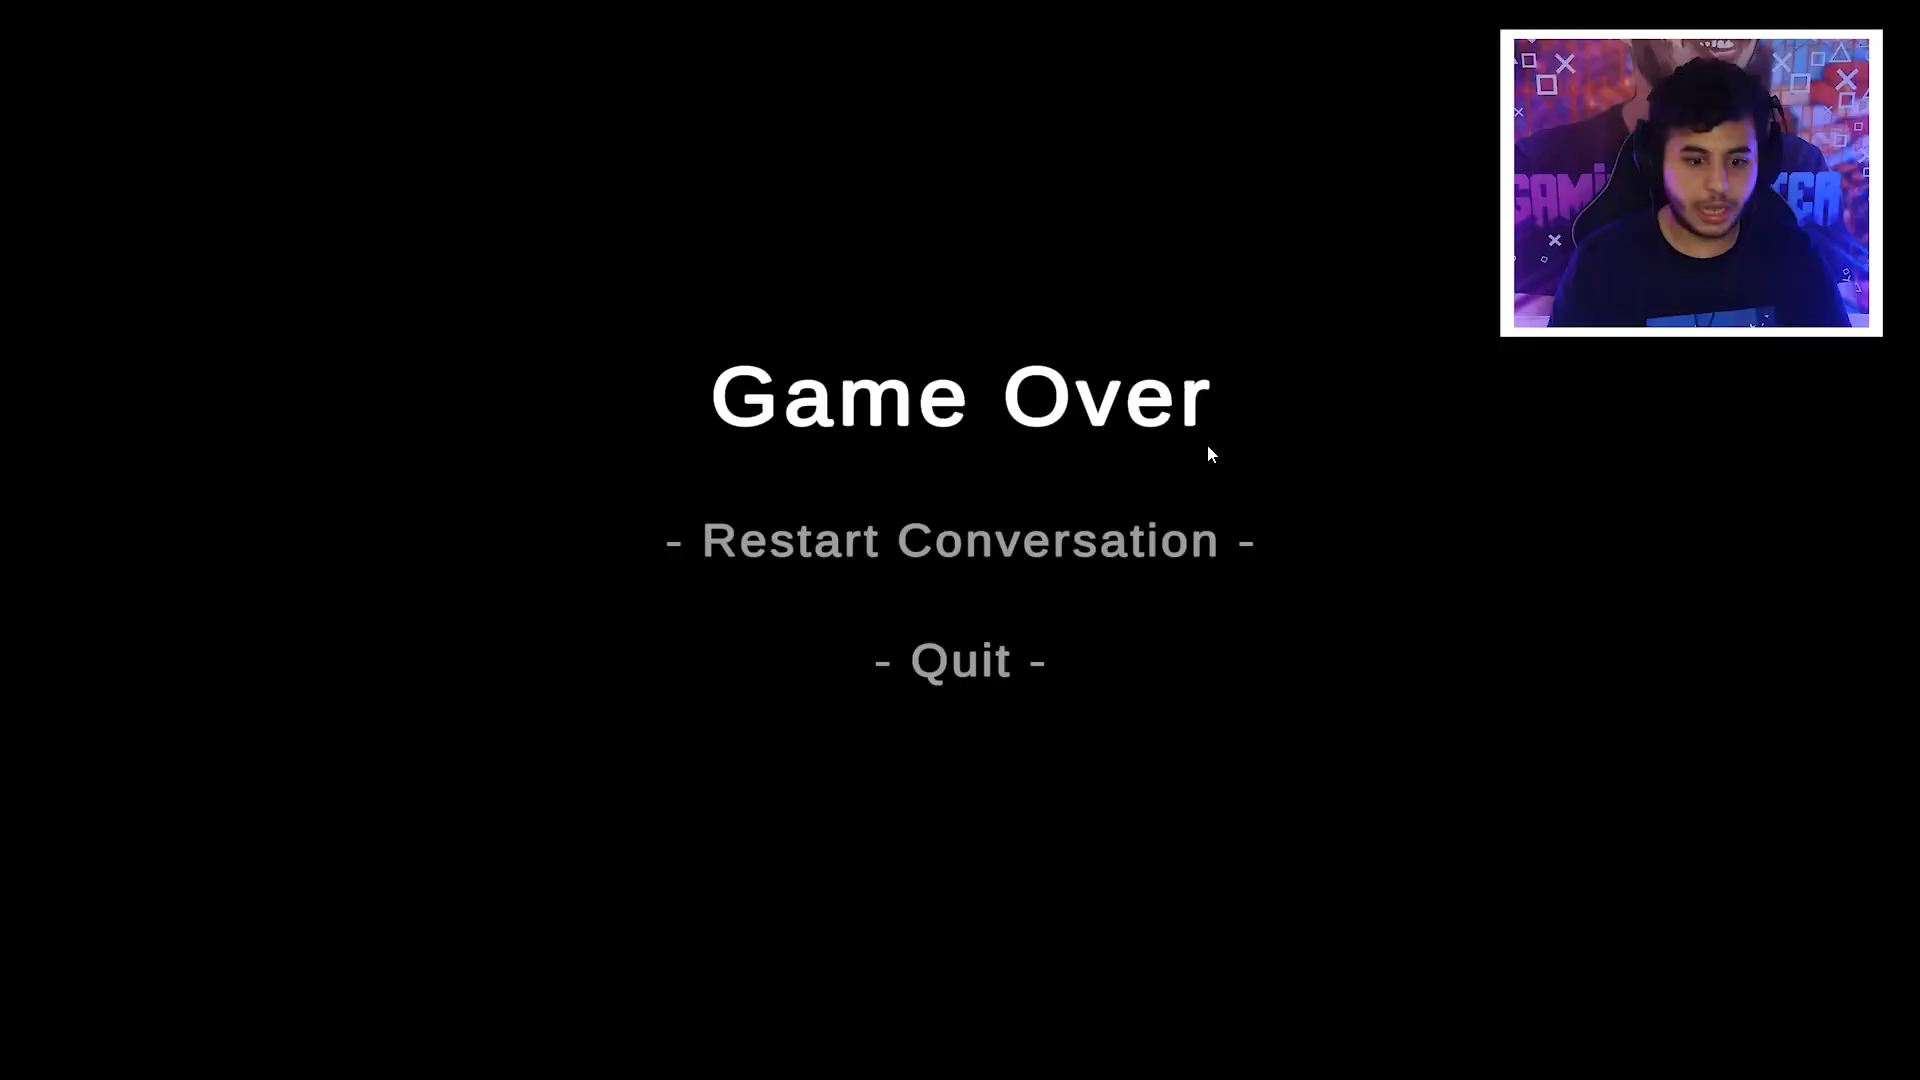 Game Over
- Restart Conversation -
- Quit -